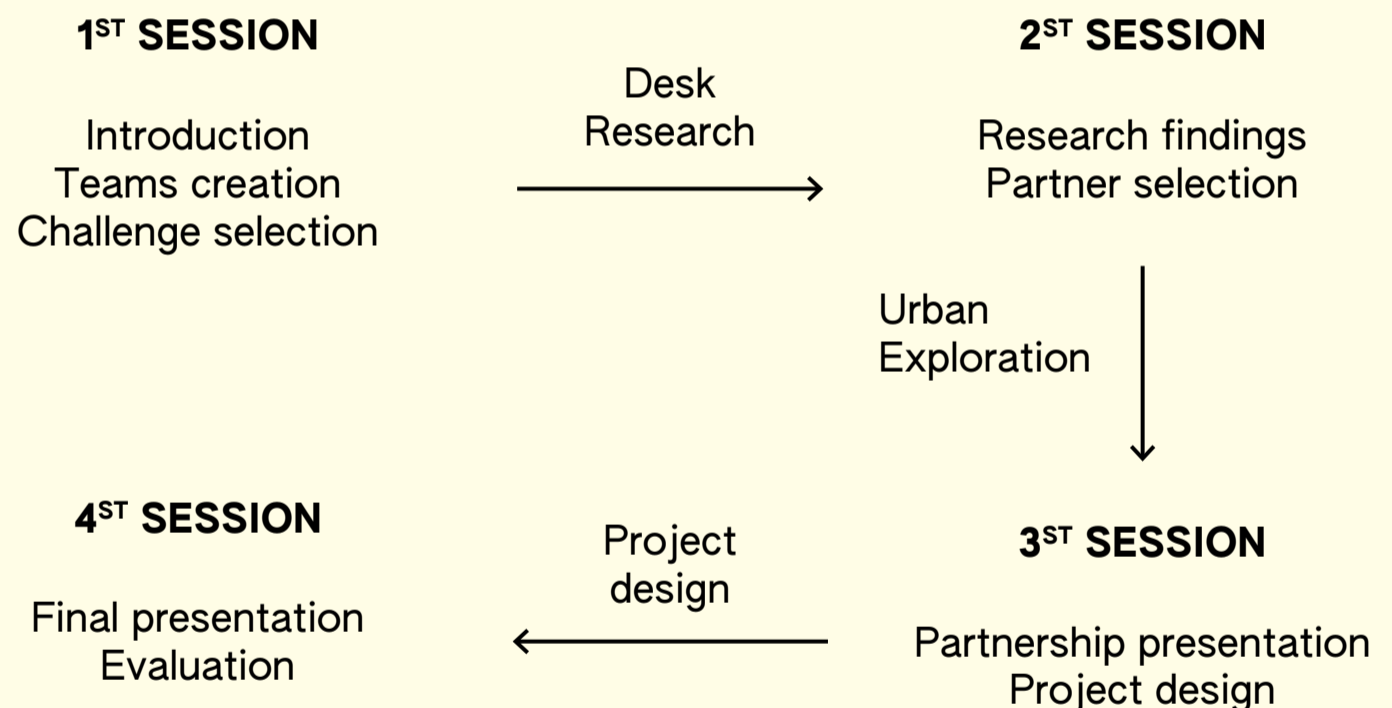 1ST SESSION
Introduction
Teams creation
Challenge selection
Desk
Research
2ST SESSION
Research findings
Partner selection
Urban
Exploration
3ST SESSION
Partnership presentation
Project design
Project
design
4ST SESSION
Final presentation
Evaluation